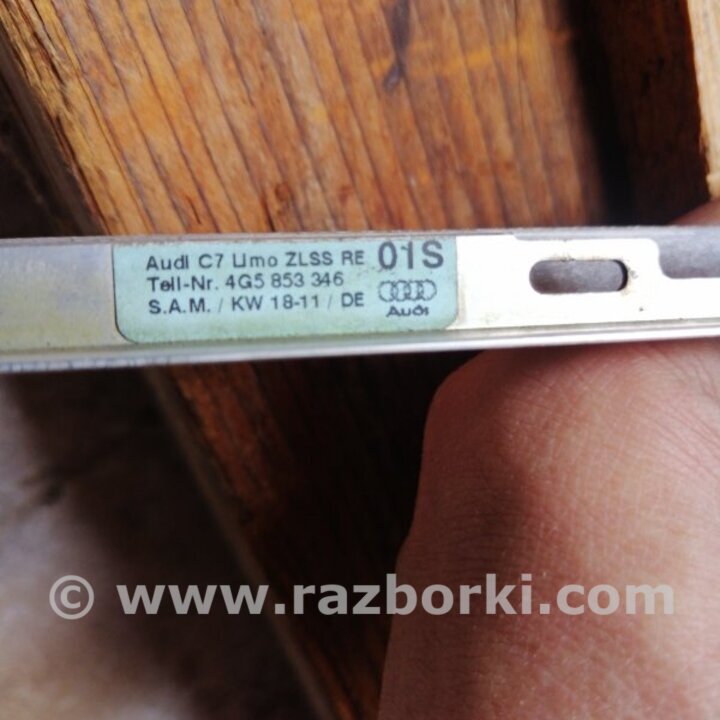 Audi C7 Limo ZLSS RE 01S
Teil-Nr. 4G5 853 346
S.A.M. / KW 18-11 / DE
Audi
© www.razborki.com